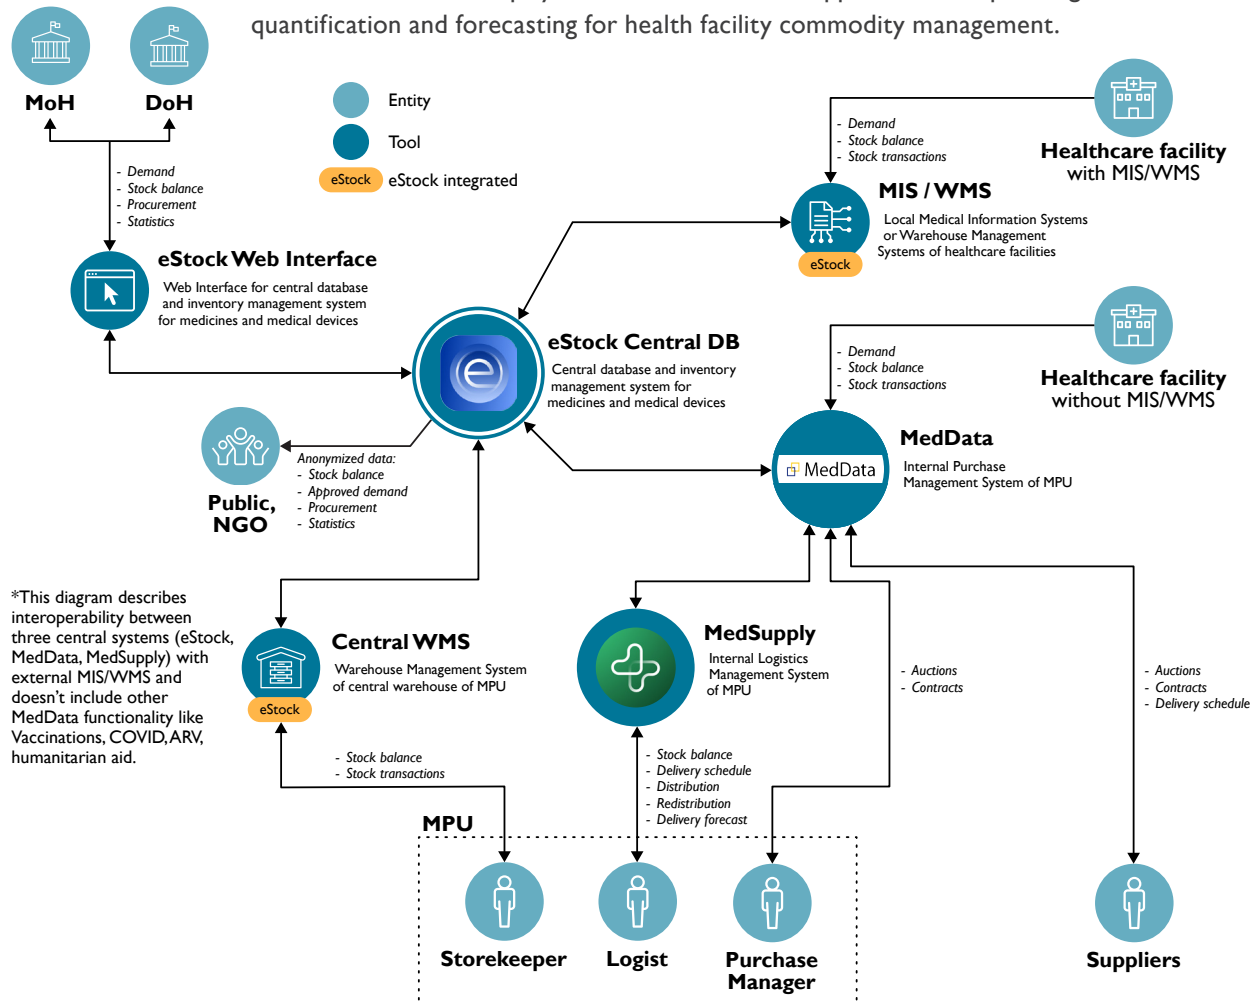 quantification and forecasting for health facility commodity management.
MoH
DoH
Entity
Tool
eStock
eStock integrated
- Demand
- Stock balance
- Procurement
- Statistics
eStock Web Interface
Web Interface for central database
and inventory management system
for medicines and medical devices
- Demand
- Stock balance
- Stock transactions
Healthcare facility
with MIS/WMS
MIS / WMS
Local Medical Information Systems
or Warehouse Management
Systems of healthcare facilities
eStock
eStock Central DB
Central database and inventory
management system for
medicines and medical devices
e
- Demand
- Stock balance
- Stock transactions
Healthcare facility
without MIS/WMS
MedData
MedData
Internal Purchase
Management System of MPU
Public,
NGO
Anonymized data:
- Stock balance
- Approved demand
- Procurement
- Statistics
*This diagram describes
interoperability between
three central systems (eStock,
MedData, MedSupply) with
external MIS/WMS and
doesn't include other
MedData functionality like
Vaccinations, COVID, ARV,
humanitarian aid.
Central WMS
Warehouse Management System
of central warehouse of MPU
eStock
MedSupply
Internal Logistics
Management System
of MPU
- Auctions
- Contracts
- Auctions
- Contracts
- Delivery schedule
- Stock balance
- Stock transactions
- Stock balance
- Delivery schedule
- Distribution
- Redistribution
- Delivery forecast
MPU
Storekeeper
Logist
Purchase
Manager
Suppliers